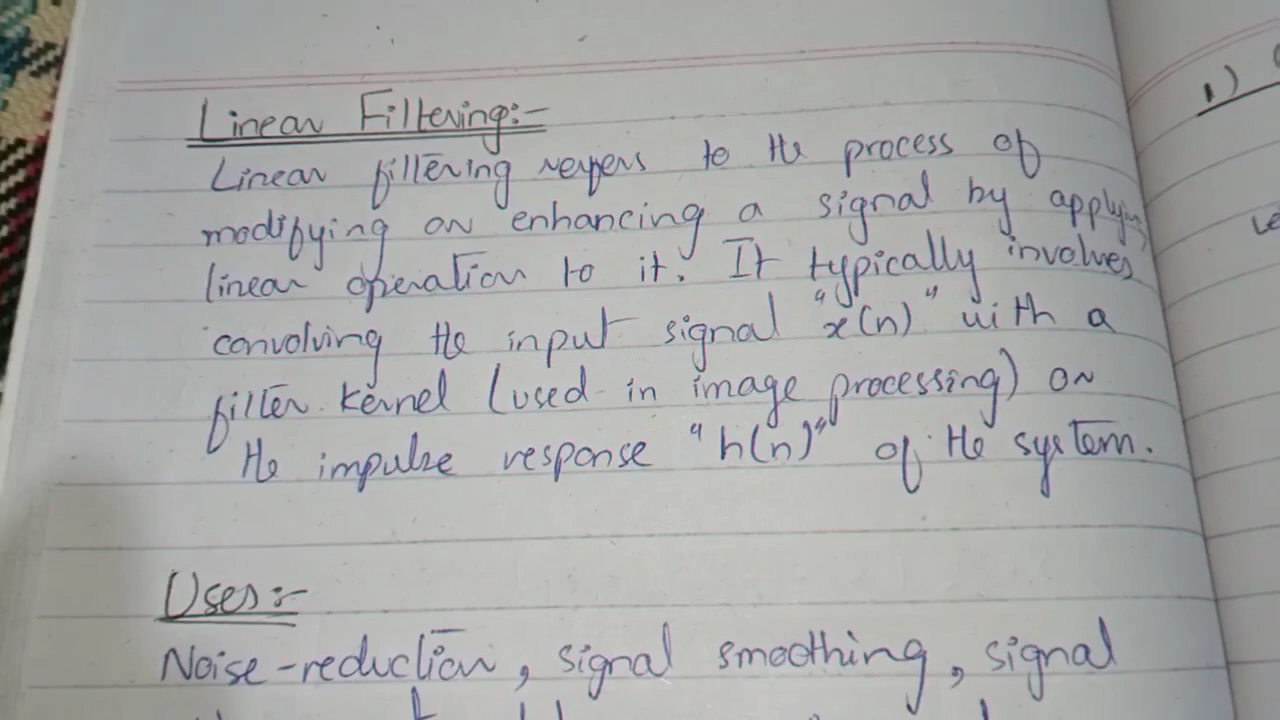 Linear Filtering:-
Linear filtering refers to the process of
modifying or enhancing a signal by applying
linear operation to it. It typically involves
convolving the input signal "x(n)" with a
filter kernel (used in image processing) or
the impulse response "h(n)" of the system.
Uses:-
Noise-reduction, signal smoothing, signal
1)